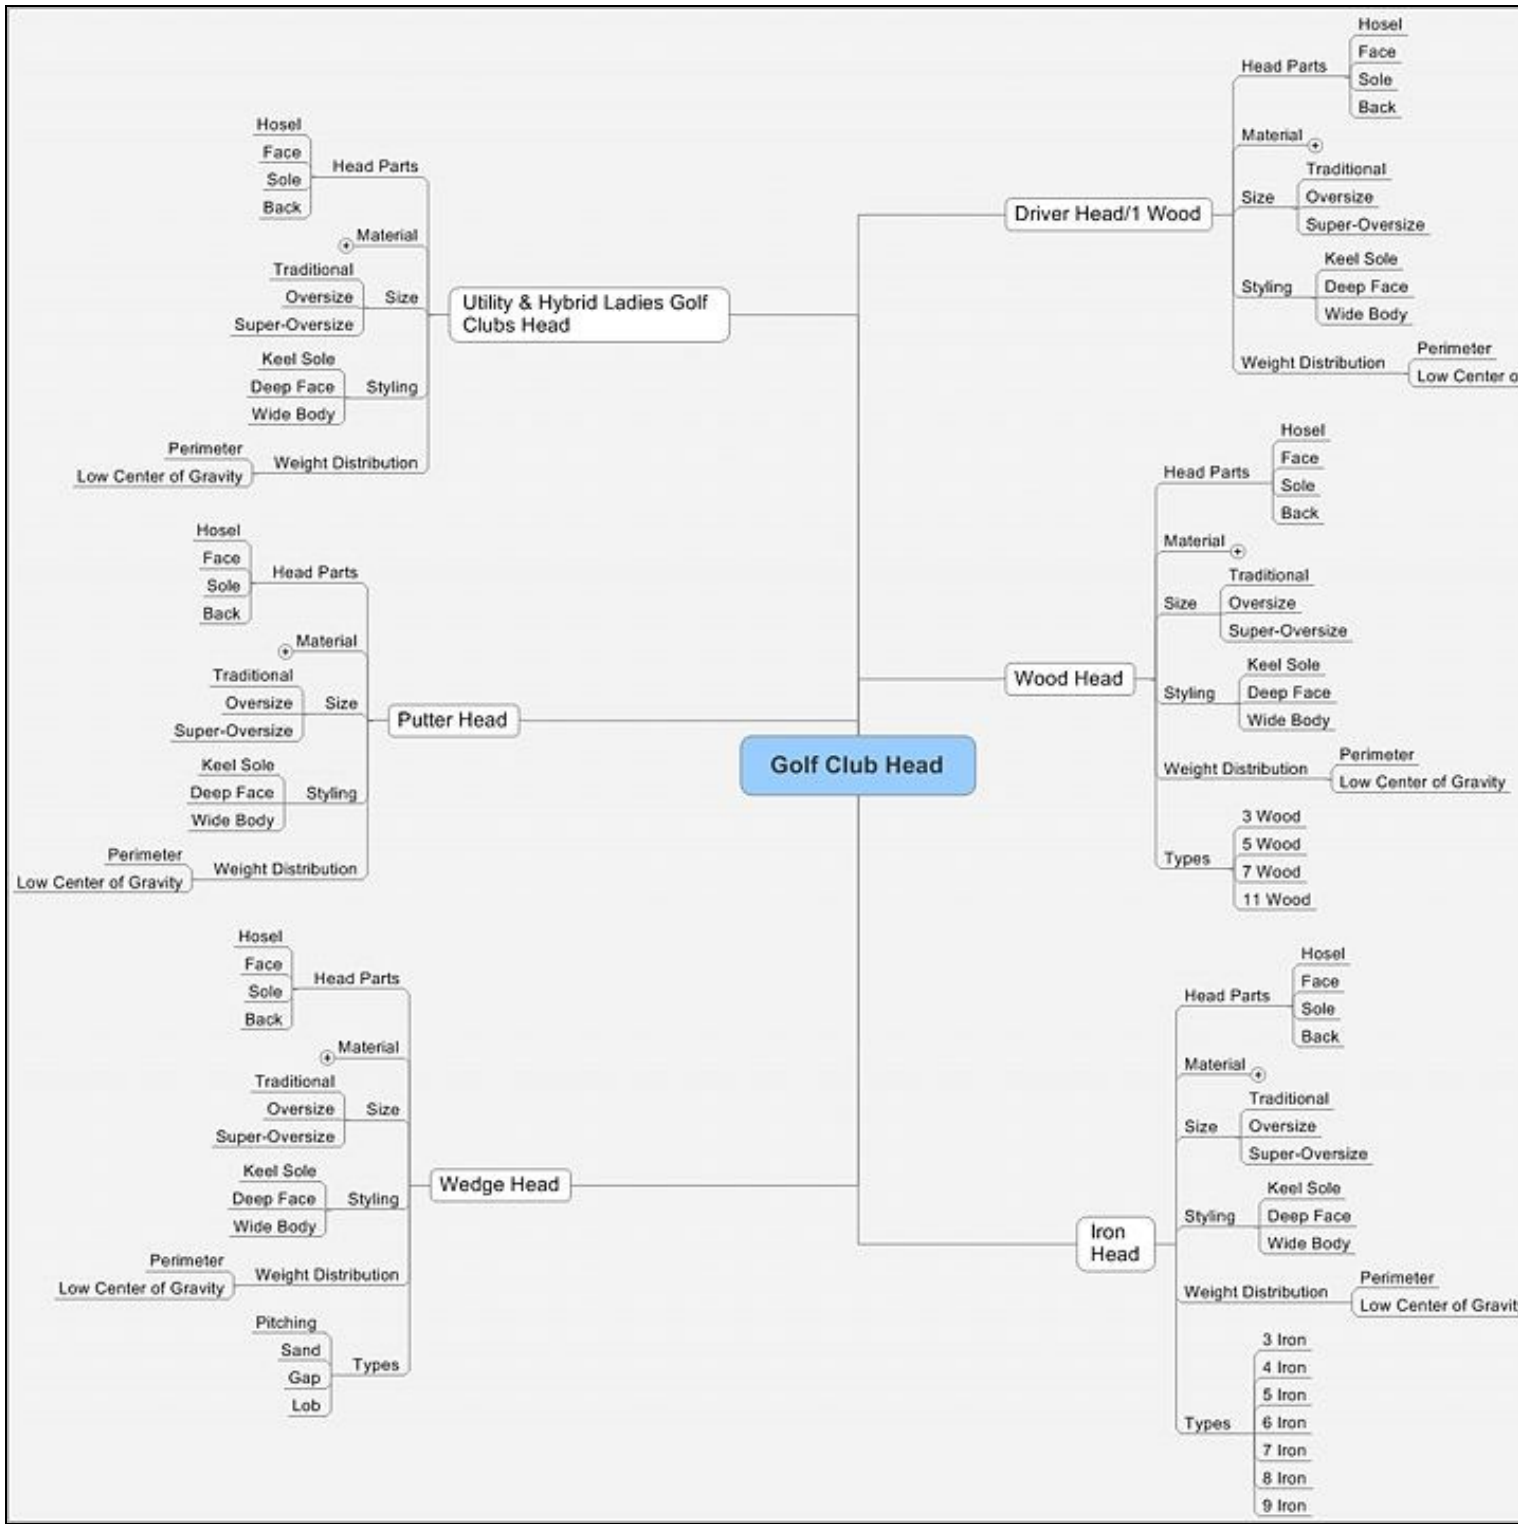 Golf Club Head
Driver Head/1 Wood
Head Parts
Hosel
Face
Sole
Back
Material
Size
Traditional
Oversize
Super-Oversize
Styling
Keel Sole
Deep Face
Wide Body
Weight Distribution
Perimeter
Low Center o
Wood Head
Head Parts
Hosel
Face
Sole
Back
Material
Size
Traditional
Oversize
Super-Oversize
Styling
Keel Sole
Deep Face
Wide Body
Weight Distribution
Perimeter
Low Center of Gravity
Types
3 Wood
5 Wood
7 Wood
11 Wood
Iron
Head
Head Parts
Hosel
Face
Sole
Back
Material
Size
Traditional
Oversize
Super-Oversize
Styling
Keel Sole
Deep Face
Wide Body
Weight Distribution
Perimeter
Low Center of Gravit
Types
3 Iron
4 Iron
5 Iron
6 Iron
7 Iron
8 Iron
9 Iron
Utility & Hybrid Ladies Golf
Clubs Head
Head Parts
Hosel
Face
Sole
Back
Material
Size
Traditional
Oversize
Super-Oversize
Styling
Keel Sole
Deep Face
Wide Body
Weight Distribution
Perimeter
Low Center of Gravity
Putter Head
Head Parts
Hosel
Face
Sole
Back
Material
Size
Traditional
Oversize
Super-Oversize
Styling
Keel Sole
Deep Face
Wide Body
Weight Distribution
Perimeter
Low Center of Gravity
Wedge Head
Head Parts
Hosel
Face
Sole
Back
Material
Size
Traditional
Oversize
Super-Oversize
Styling
Keel Sole
Deep Face
Wide Body
Weight Distribution
Perimeter
Low Center of Gravity
Types
Pitching
Sand
Gap
Lob